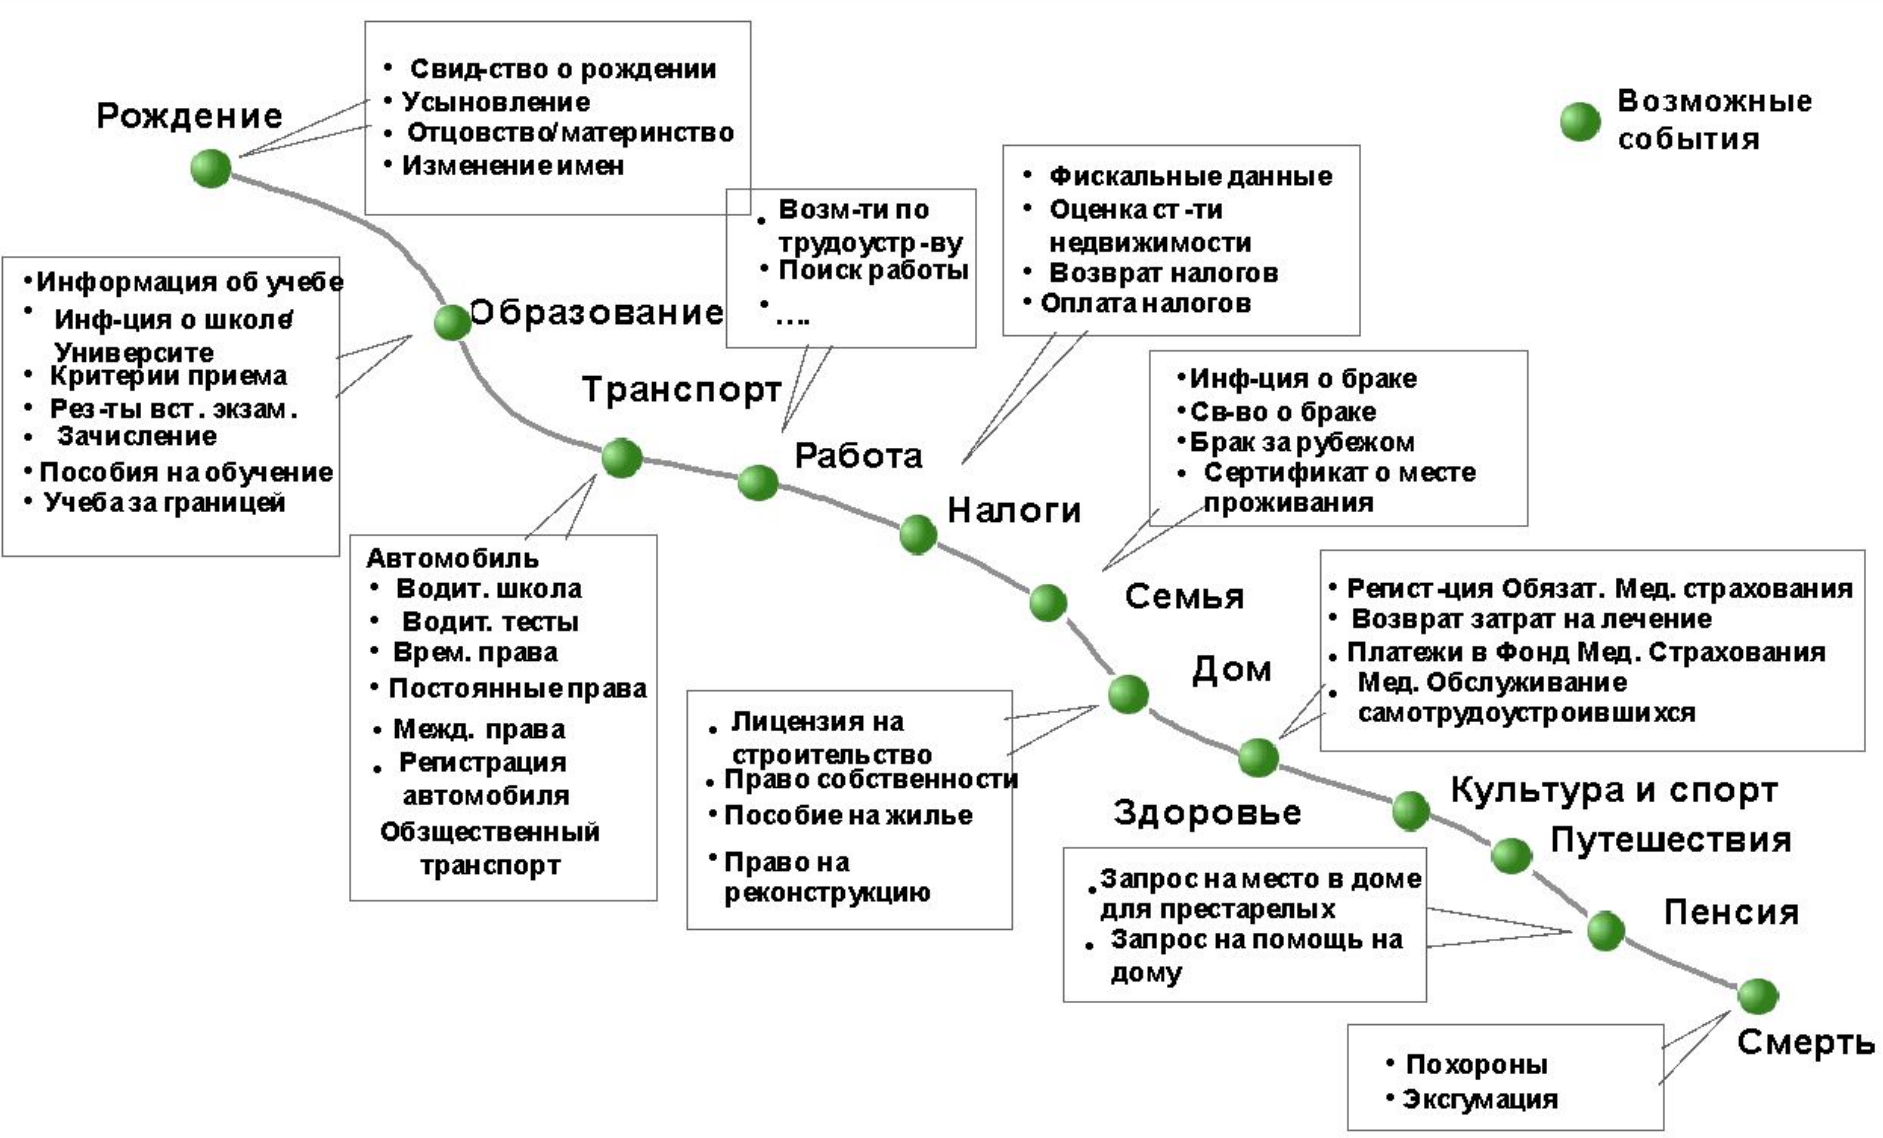 Рождение
• Свид-ство о рождении
• Усыновление
• Отцовство/материнство
• Изменение имен
Возможные
события
• Информация об учебе
• Инф-ция о школе/
Университе
• Критерии приема
• Рез-ты вст. экзам.
• Зачисление
• Пособия на обучение
• Учеба за границей
Образование
Транспорт
Автомобиль
• Водит. школа
• Водит. тесты
• Врем. права
• Постоянные права
• Межд. права
• Регистрация
автомобиля
Обзщественный
транспорт
• Возм-ти по
трудоустр-ву
• Поиск работы
• ....
Работа
• Фискальные данные
• Оценка ст-ти
недвижимости
• Возврат налогов
• Оплата налогов
Налоги
• Инф-ция о браке
• Св-во о браке
• Брак за рубежом
• Сертификат о месте
проживания
Семья
Дом
• Лицензия на
строительство
• Право собственности
• Пособие на жилье
• Право на
реконструкцию
• Регист-ция Обязат. Мед. страхования
• Возврат затрат на лечение
• Платежи в Фонд Мед. Страхования
• Мед. Обслуживание
самотрудоустроившихся
Здоровье
Культура и спорт
Путешествия
• Запрос на место в доме
для престарелых
• Запрос на помощь на
дому
Пенсия
Смерть
• Похороны
• Эксгумация